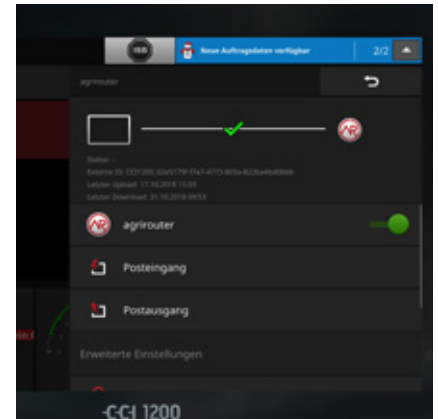 ISB
Neue Auftragsdaten verfügbar
2/2
agrirouter
Status: -
Letzter Upload: 17.10.2018 15:09
Letzter Download: 31.10.2018 09:53
agrirouter
Posteingang
Postausgang
Erweiterte Einstellungen
CCI 1200